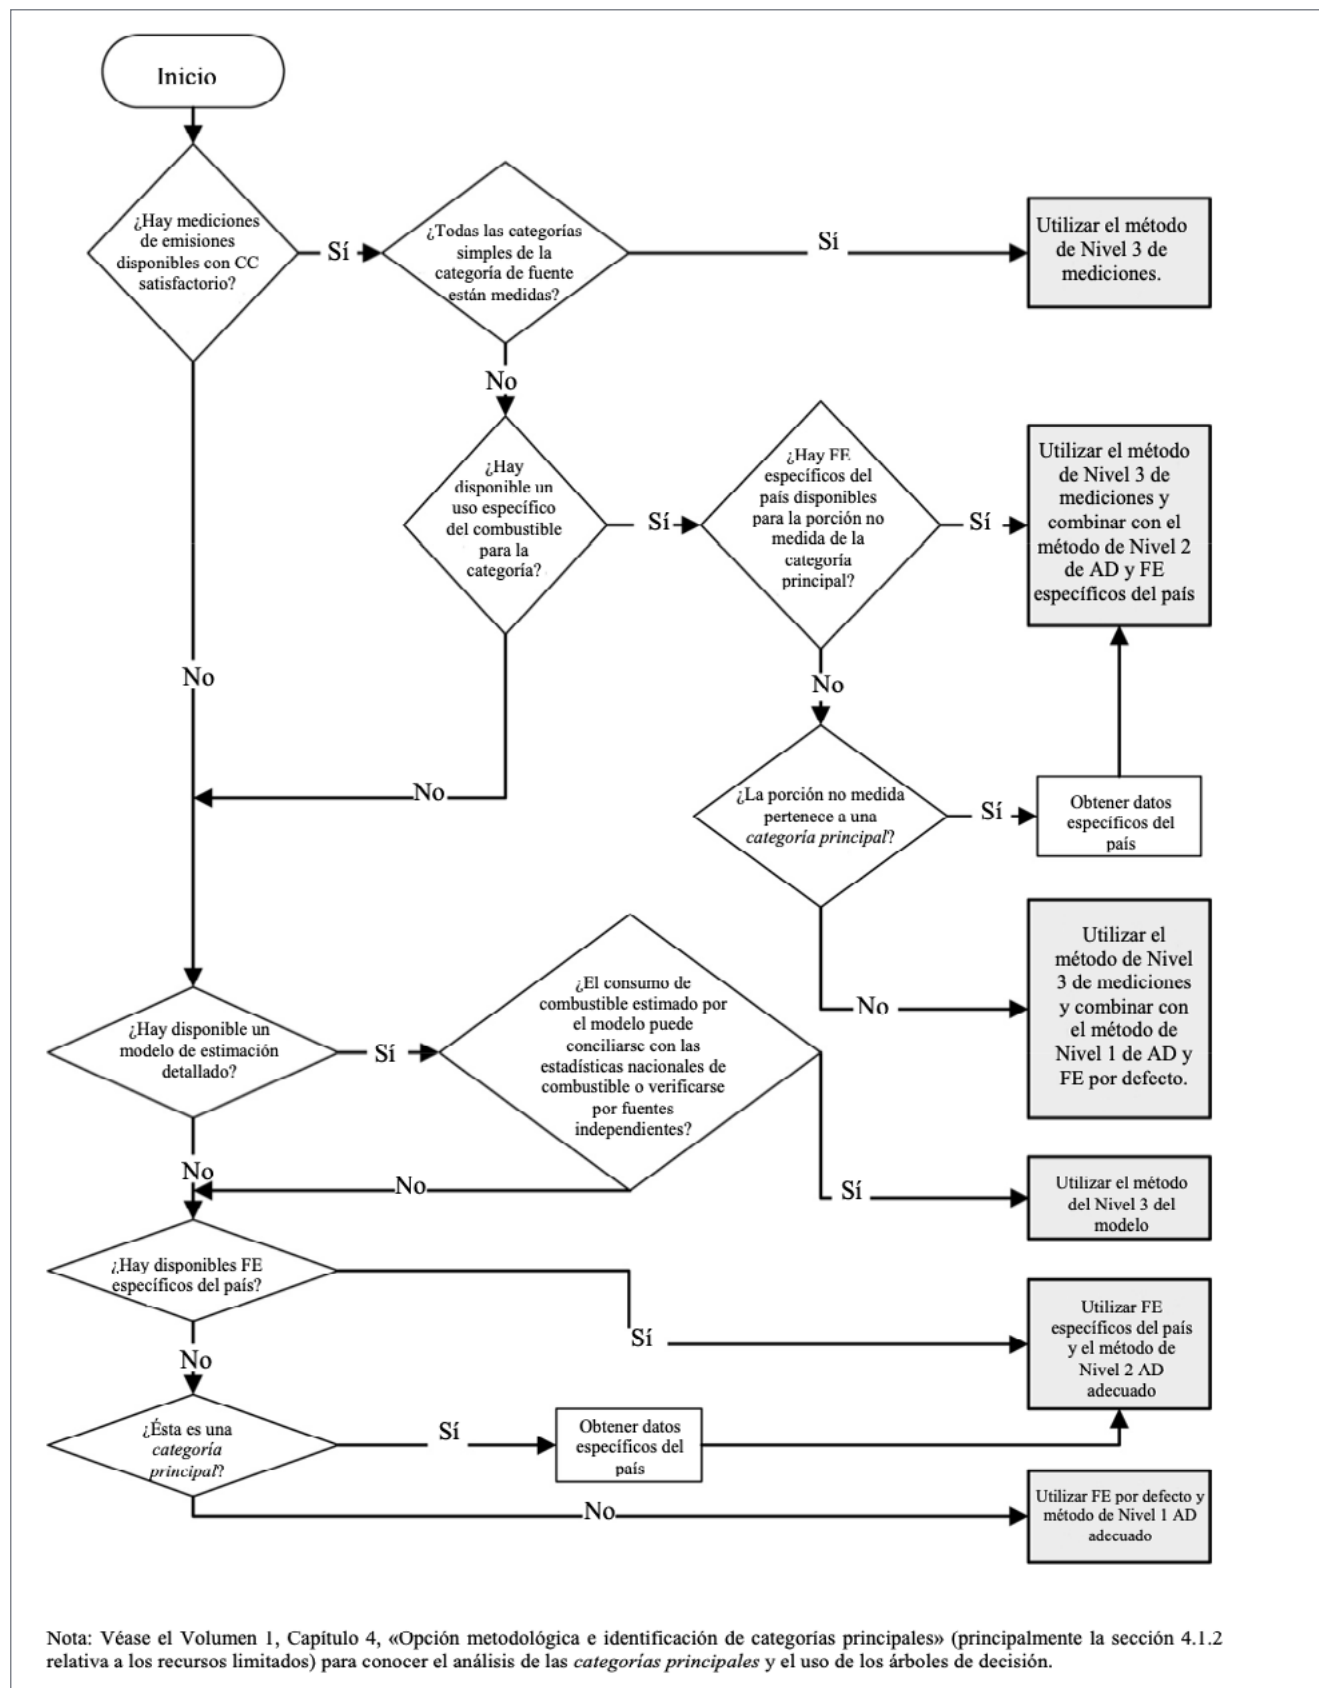 Inicio
¿Hay mediciones
de emisiones
disponibles con CC
satisfactorio?
Sí
¿Todas las categorías
simples de la
categoría de fuente
están medidas?
Sí
Utilizar el método
de Nivel 3 de
mediciones.
No
¿Hay
disponible un
uso específico
del combustible
para la
categoría?
Sí
¿Hay FE
específicos del
país disponibles
para la porción no
medida de la
categoría
principal?
Sí
Utilizar el método
de Nivel 3 de
mediciones y
combinar con el
método de Nivel 2
de AD y FE
específicos del país
No
No
No
¿La porción no medida
pertenece a una
categoría principal?
Sí
Obtener datos
específicos del
país
No
Utilizar el
método de Nivel
3 de mediciones
y combinar con
el método de
Nivel 1 de AD y
FE por defecto.
¿Hay disponible un
modelo de estimación
detallado?
Sí
¿El consumo de
combustible estimado por
el modelo puede
conciliarse con las
estadísticas nacionales de
combustible o verificarse
por fuentes
independientes?
No
No
Sí
Utilizar el método
del Nivel 3 del
modelo
¿Hay disponibles FE
específicos del país?
Sí
Utilizar FE
específicos del país
y el método de
Nivel 2 AD
adecuado
No
¿Ésta es una
categoría
principal?
Sí
Obtener datos
específicos del
país
No
Utilizar FE por defecto y
método de Nivel 1 AD
adecuado
Nota: Véase el Volumen 1, Capítulo 4, «Opción metodológica e identificación de categorías principales» (principalmente la sección 4.1.2
relativa a los recursos limitados) para conocer el análisis de las categorías principales y el uso de los árboles de decisión.